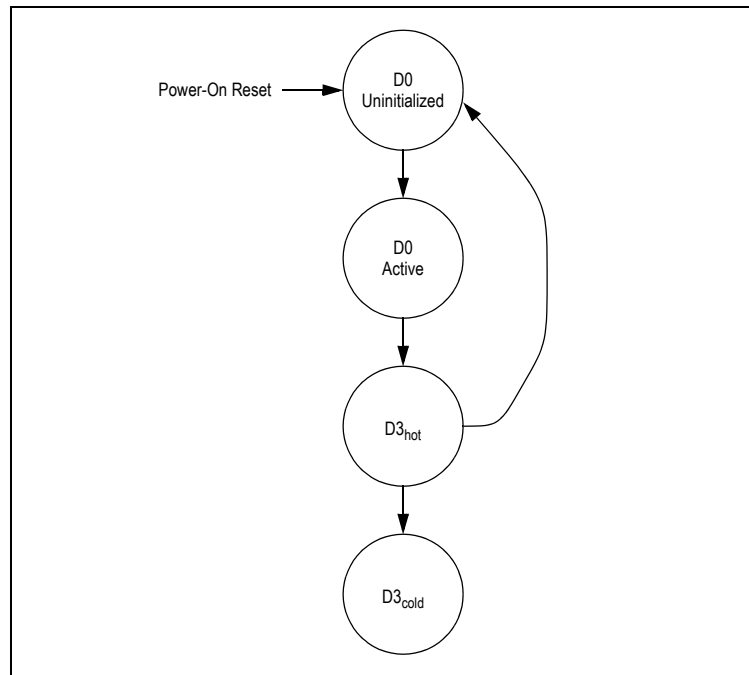 Power-On Reset
D0
Uninitialized
D0
Active
D3hot
D3cold